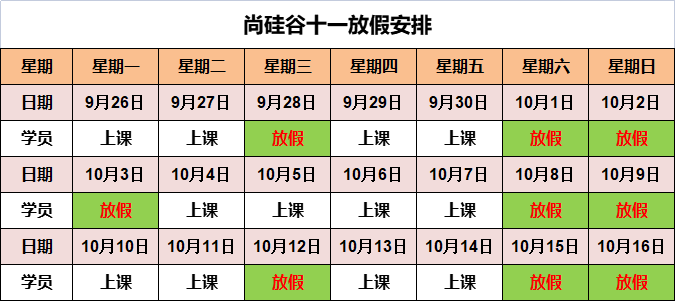 尚硅谷十一放假安排
星期 星期一 星期二 星期三 星期四 星期五 星期六 星期日
日期 9月26日 9月27日 9月28日 9月29日 9月30日 10月1日 10月2日
学员 上课 上课 放假 上课 上课 放假 放假
日期 10月3日 10月4日 10月5日 10月6日 10月7日 10月8日 10月9日
学员 放假 上课 上课 上课 上课 放假 放假
日期 10月10日 10月11日 10月12日 10月13日 10月14日 10月15日 10月16日
学员 上课 上课 放假 上课 上课 放假 放假